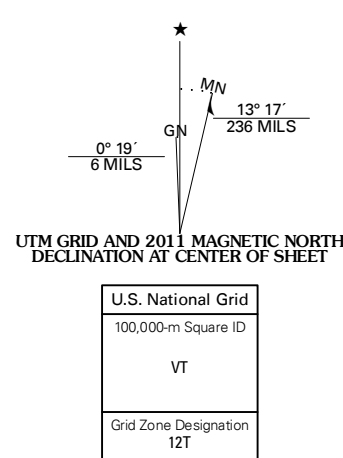 ★
MN
GN
13° 17´
236 MILS
0° 19´
6 MILS
UTM GRID AND 2011 MAGNETIC NORTH
DECLINATION AT CENTER OF SHEET
U.S. National Grid
100,000-m Square ID
VT
Grid Zone Designation
12T